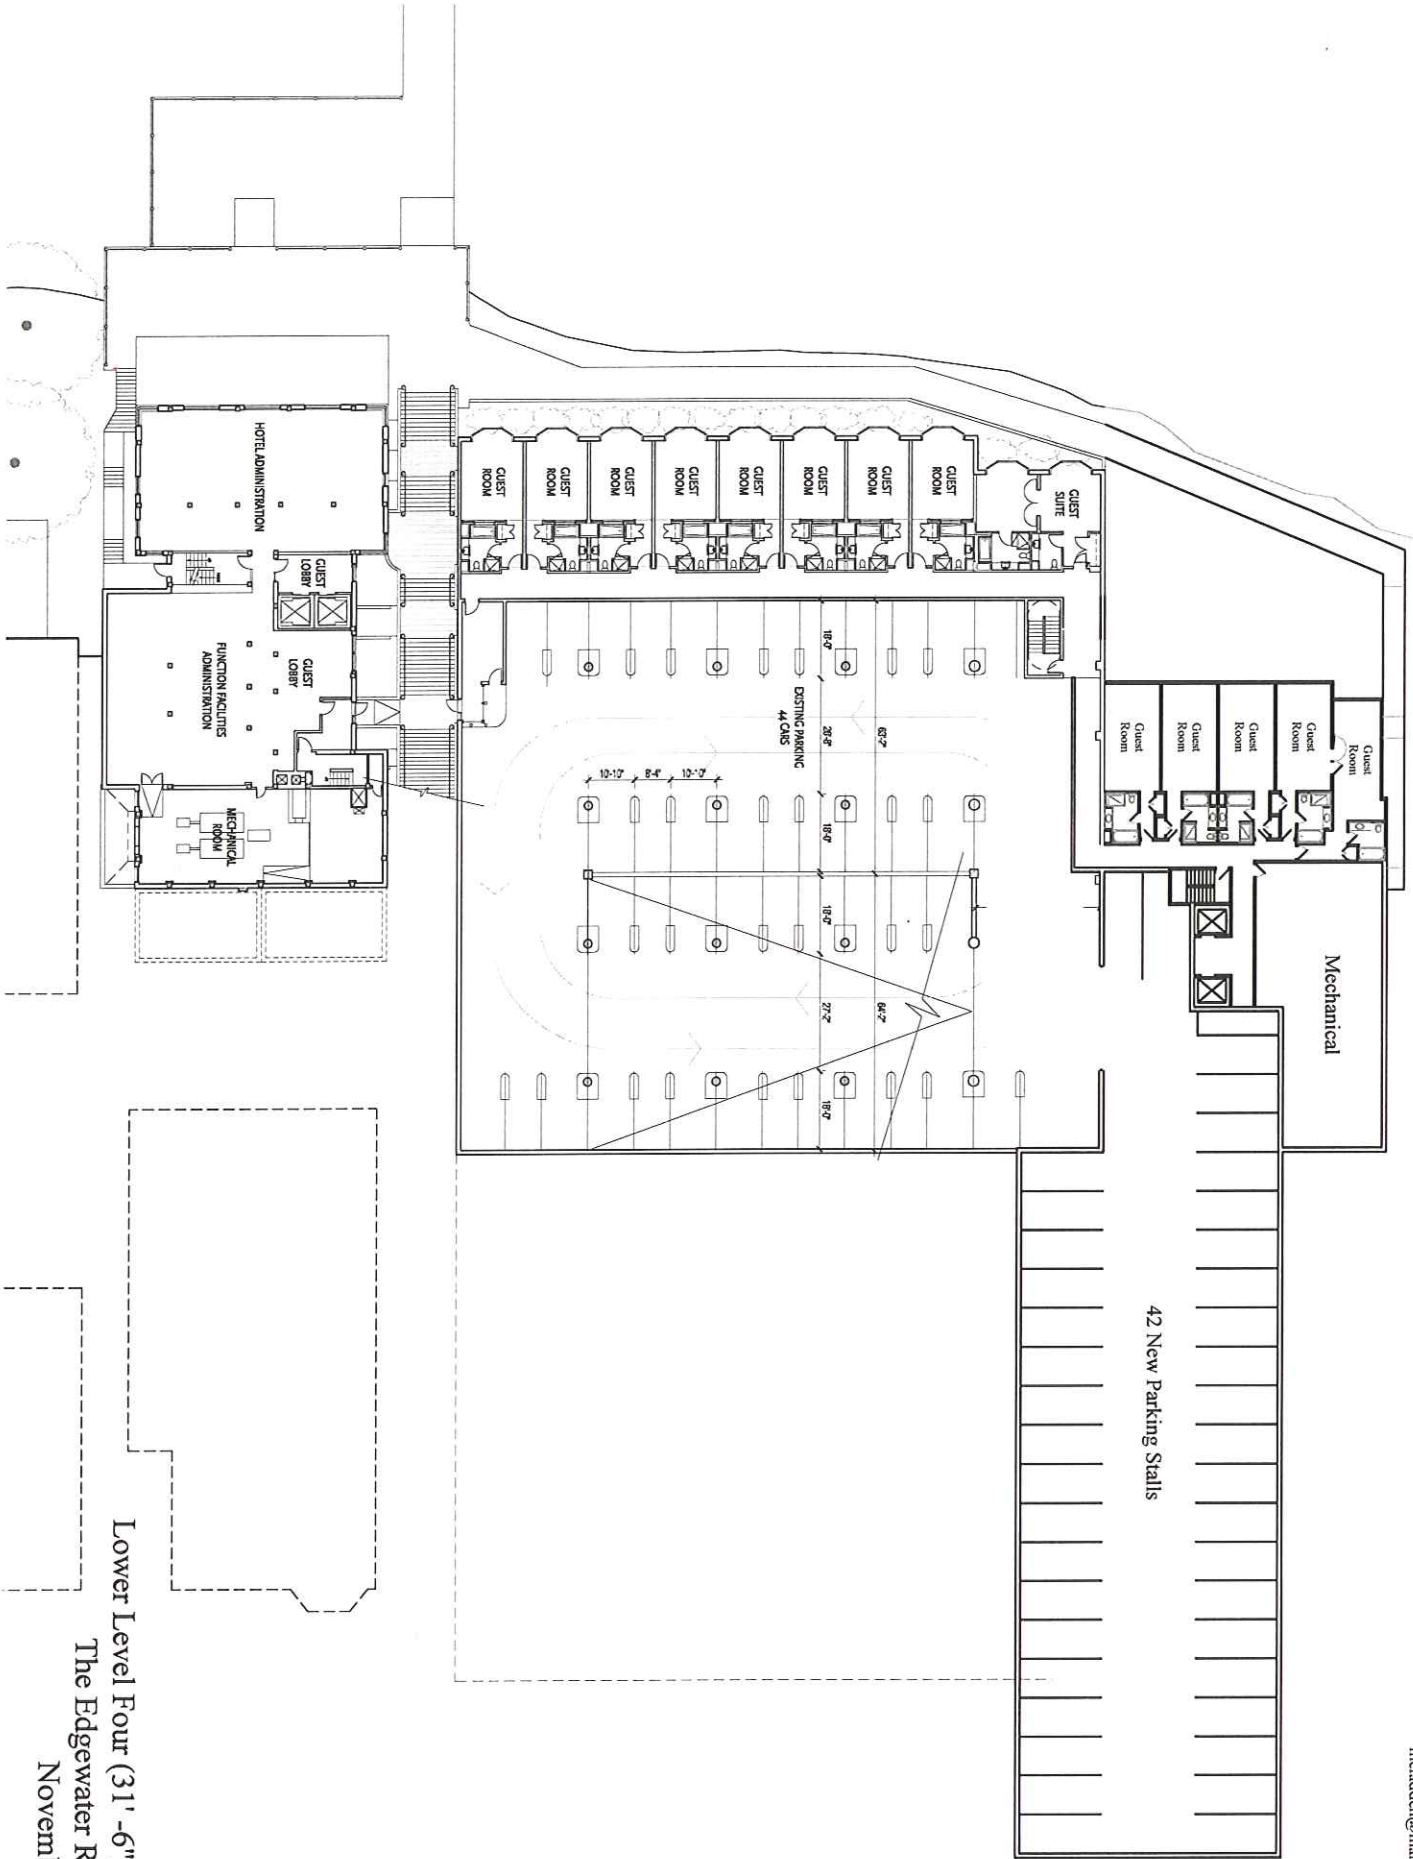 HOTEL ADMINISTRATION
GUEST
LOBBY
GUEST
LOBBY
FUNCTION FACILITIES
ADMINISTRATION
MECHANICAL
ROOM
GUEST
ROOM
GUEST
ROOM
GUEST
ROOM
GUEST
ROOM
GUEST
ROOM
GUEST
ROOM
GUEST
ROOM
GUEST
ROOM
GUEST
SUITE
EXISTING PARKING
44 CARS
18'-0"
26'-8"
63'-2"
10'-10"
8'-4"
10'-10"
18'-0"
18'-0"
27'-2"
64'-2"
18'-0"
Guest
Room
Guest
Room
Guest
Room
Guest
Room
Guest
Room
Mechanical
42 New Parking Stalls
Lower Level Four (31' -6"
The Edgewater R
Novem